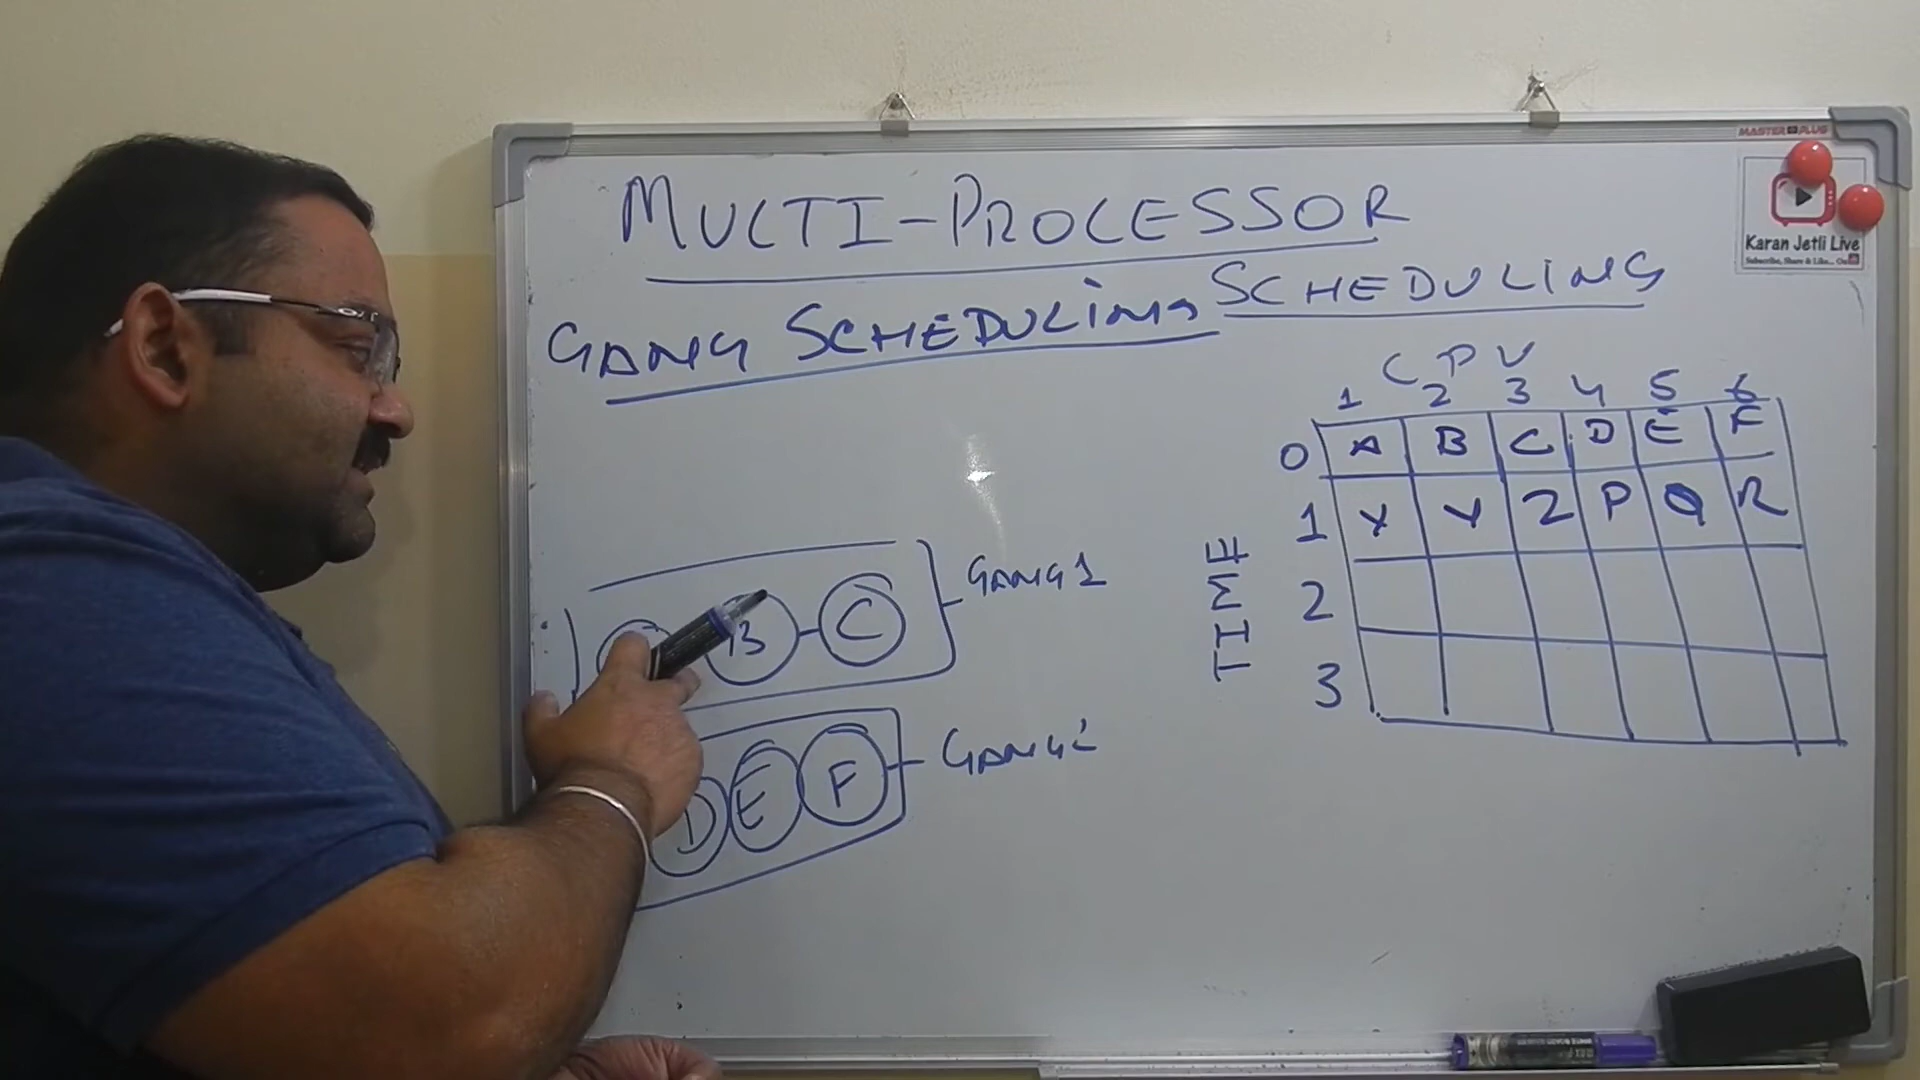 MULTI-PROCESSOR
SCHEDULING
GANG SCHEDULING
MASTER PLUS
Karan Jetli Live
Subscribe, Share & Like...
CPU
1 2 3 4 5 6
0 A B C D E F
1 X Y Z P Q R
2
3
TIME
B C GANG 1
D E F GANG 2